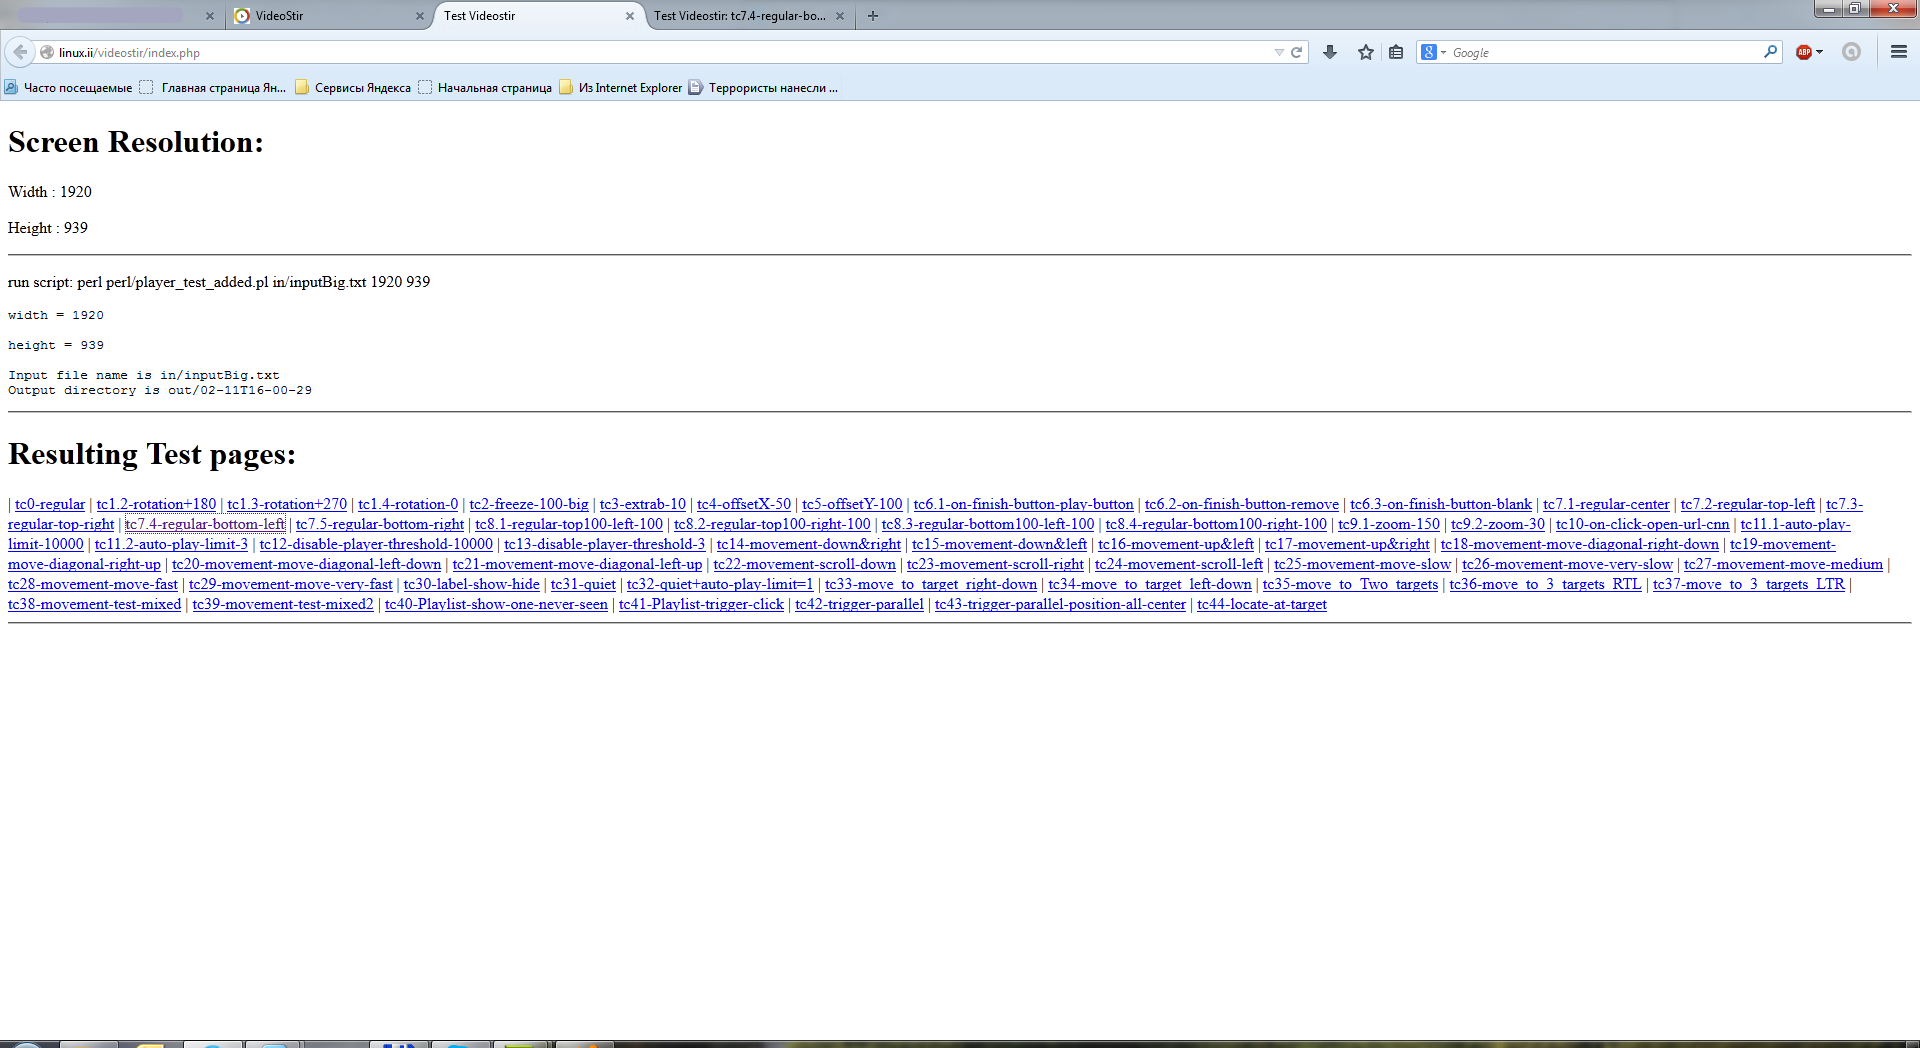 VideoStir
Test Videostir
Test Videostir: tc7.4-regular-bo...
linux.ii/videostir/index.php
Google
ABP
Часто посещаемые
Главная страница Ян...
Сервисы Яндекса
Начальная страница
Из Internet Explorer
Террористы нанесли ...
Screen Resolution:
Width : 1920
Height : 939
run script: perl perl/player_test_added.pl in/inputBig.txt 1920 939
width = 1920
height = 939
Input file name is in/inputBig.txt
Output directory is out/02-11T16-00-29
Resulting Test pages:
| tc0-regular | tc1.2-rotation+180 | tc1.3-rotation+270 | tc1.4-rotation-0 | tc2-freeze-100-big | tc3-extrab-10 | tc4-offsetX-50 | tc5-offsetY-100 | tc6.1-on-finish-button-play-button | tc6.2-on-finish-button-remove | tc6.3-on-finish-button-blank | tc7.1-regular-center | tc7.2-regular-top-left | tc7.3-
regular-top-right | tc7.4-regular-bottom-left | tc7.5-regular-bottom-right | tc8.1-regular-top100-left-100 | tc8.2-regular-top100-right-100 | tc8.3-regular-bottom100-left-100 | tc8.4-regular-bottom100-right-100 | tc9.1-zoom-150 | tc9.2-zoom-30 | tc10-on-click-open-url-cnn | tc11.1-auto-play-
limit-10000 | tc11.2-auto-play-limit-3 | tc12-disable-player-threshold-10000 | tc13-disable-player-threshold-3 | tc14-movement-down&right | tc15-movement-down&left | tc16-movement-up&left | tc17-movement-up&right | tc18-movement-move-diagonal-right-down | tc19-movement-
move-diagonal-right-up | tc20-movement-move-diagonal-left-down | tc21-movement-move-diagonal-left-up | tc22-movement-scroll-down | tc23-movement-scroll-right | tc24-movement-scroll-left | tc25-movement-move-slow | tc26-movement-move-very-slow | tc27-movement-move-medium |
tc28-movement-move-fast | tc29-movement-move-very-fast | tc30-label-show-hide | tc31-quiet | tc32-quiet+auto-play-limit=1 | tc33-move_to_target_right-down | tc34-move_to_target_left-down | tc35-move_to_Two_targets | tc36-move_to_3_targets_RTL | tc37-move_to_3_targets_LTR |
tc38-movement-test-mixed | tc39-movement-test-mixed2 | tc40-Playlist-show-one-never-seen | tc41-Playlist-trigger-click | tc42-trigger-parallel | tc43-trigger-parallel-position-all-center | tc44-locate-at-target